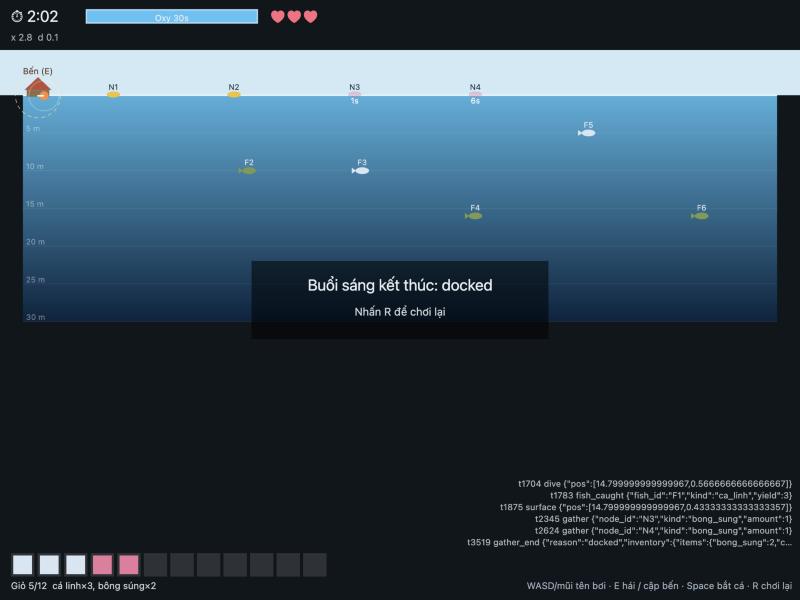 ⏱ 2:02
Oxy 30s
x 2.8 d 0.1
Bến (E)
N1
N2
N3
N4
1s
6s
F5
5 m
F2
F3
10 m
F4
F6
15 m
20 m
25 m
30 m
Buổi sáng kết thúc: docked
Nhấn R để chơi lại
t1704 dive {"pos":[14.799999999999967,0.5666666666666667]}
t1783 fish_caught {"fish_id":"F1","kind":"ca_linh","yield":3}
t1875 surface {"pos":[14.799999999999967,0.43333333333333357]}
t2345 gather {"node_id":"N3","kind":"bong_sung","amount":1}
t2624 gather {"node_id":"N4","kind":"bong_sung","amount":1}
t3519 gather_end {"reason":"docked","inventory":{"items":{"bong_sung":2,"c…
Giỏ 5/12 cá linh×3, bông súng×2
WASD/mũi tên bơi · E hái / cập bến · Space bắt cá · R chơi lại